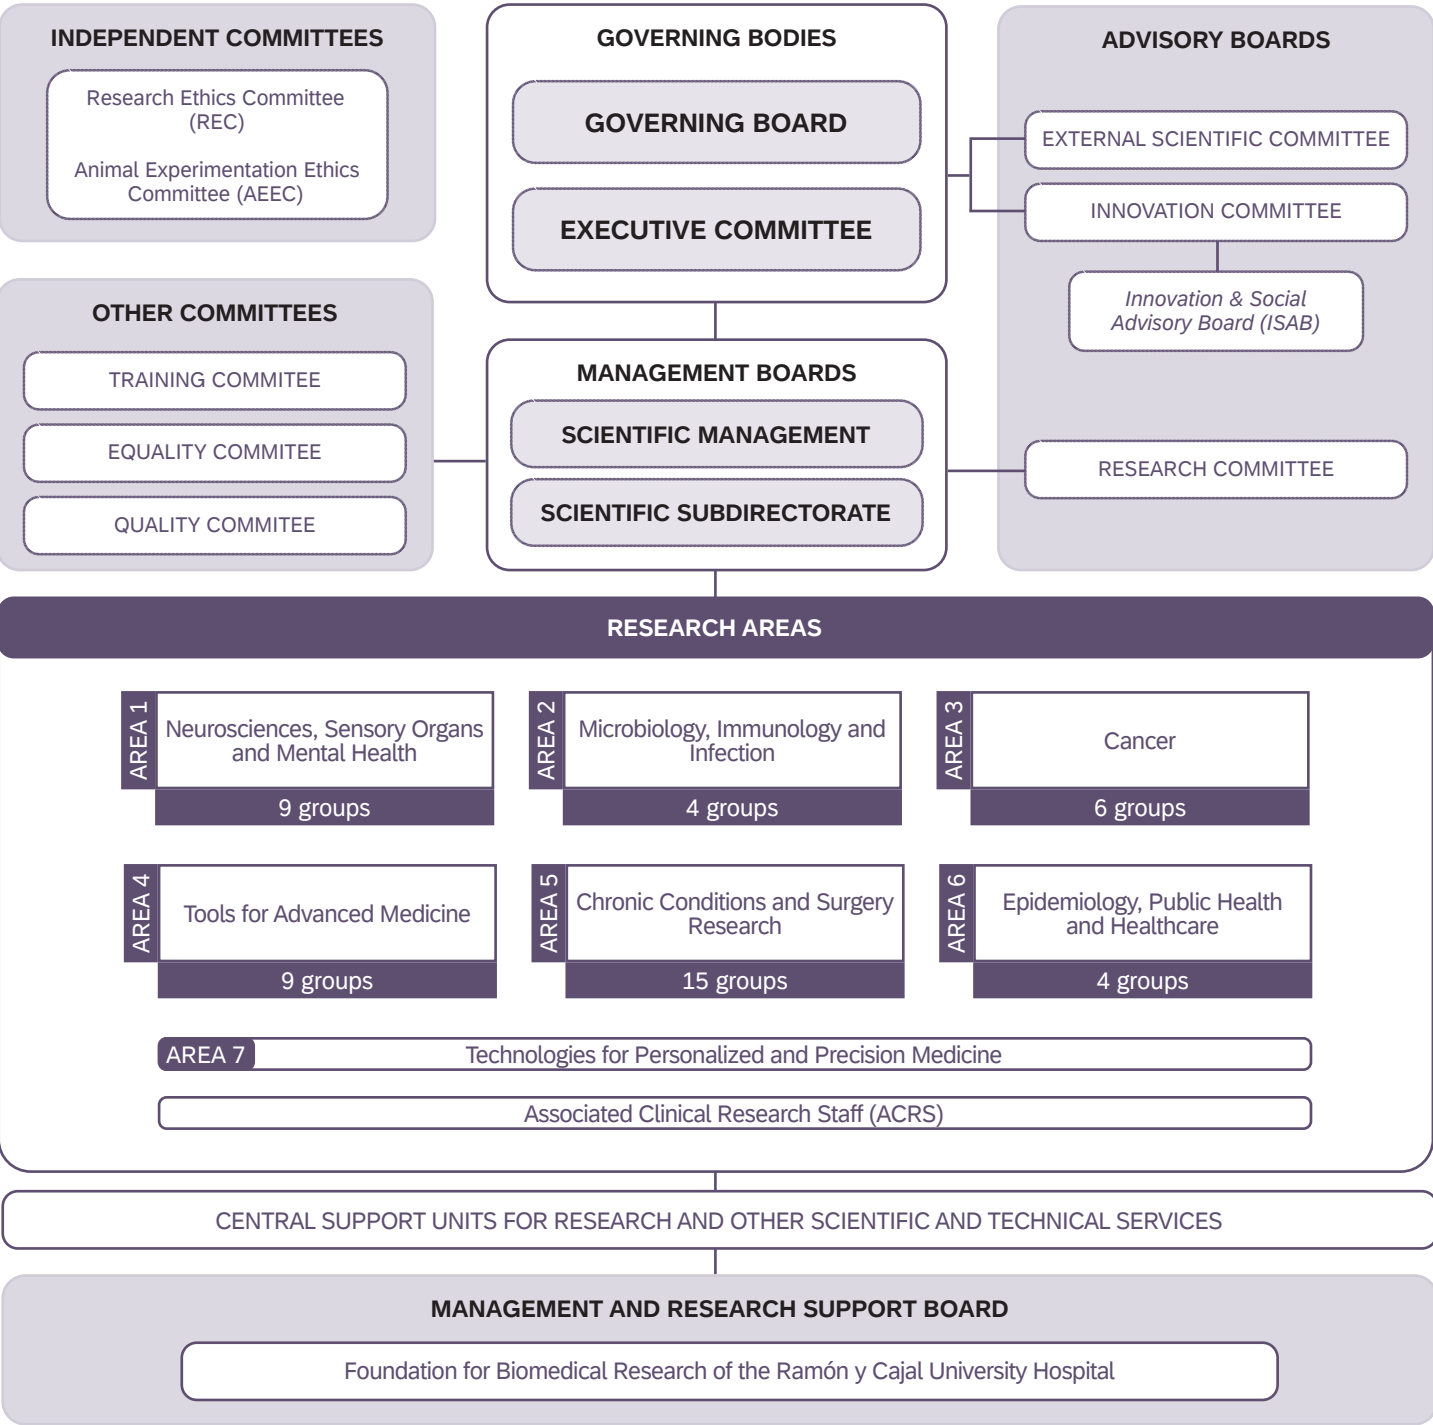 INDEPENDENT COMMITTEES
Research Ethics Committee
(REC)
Animal Experimentation Ethics
Committee (AEEC)
GOVERNING BODIES
GOVERNING BOARD
EXECUTIVE COMMITTEE
ADVISORY BOARDS
EXTERNAL SCIENTIFIC COMMITTEE
INNOVATION COMMITTEE
Innovation & Social
Advisory Board (ISAB)
RESEARCH COMMITTEE
OTHER COMMITTEES
TRAINING COMMITEE
EQUALITY COMMITEE
QUALITY COMMITEE
MANAGEMENT BOARDS
SCIENTIFIC MANAGEMENT
SCIENTIFIC SUBDIRECTORATE
RESEARCH AREAS
AREA 1
Neurosciences, Sensory Organs
and Mental Health
9 groups
AREA 2
Microbiology, Immunology and
Infection
4 groups
AREA 3
Cancer
6 groups
AREA 4
Tools for Advanced Medicine
9 groups
AREA 5
Chronic Conditions and Surgery
Research
15 groups
AREA 6
Epidemiology, Public Health
and Healthcare
4 groups
AREA 7
Technologies for Personalized and Precision Medicine
Associated Clinical Research Staff (ACRS)
CENTRAL SUPPORT UNITS FOR RESEARCH AND OTHER SCIENTIFIC AND TECHNICAL SERVICES
MANAGEMENT AND RESEARCH SUPPORT BOARD
Foundation for Biomedical Research of the Ramón y Cajal University Hospital